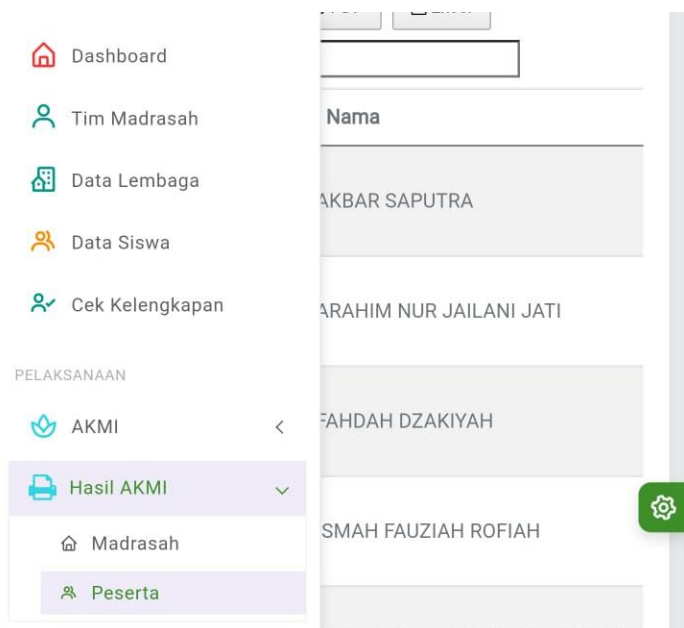 Dashboard
Tim Madrasah
Data Lembaga
Data Siswa
Cek Kelengkapan
PELAKSANAAN
AKMI
Hasil AKMI
Madrasah
Peserta
Nama
AKBAR SAPUTRA
ARAHIM NUR JAILANI JATI
FAHDAH DZAKIYAH
SMAH FAUZIAH ROFIAH